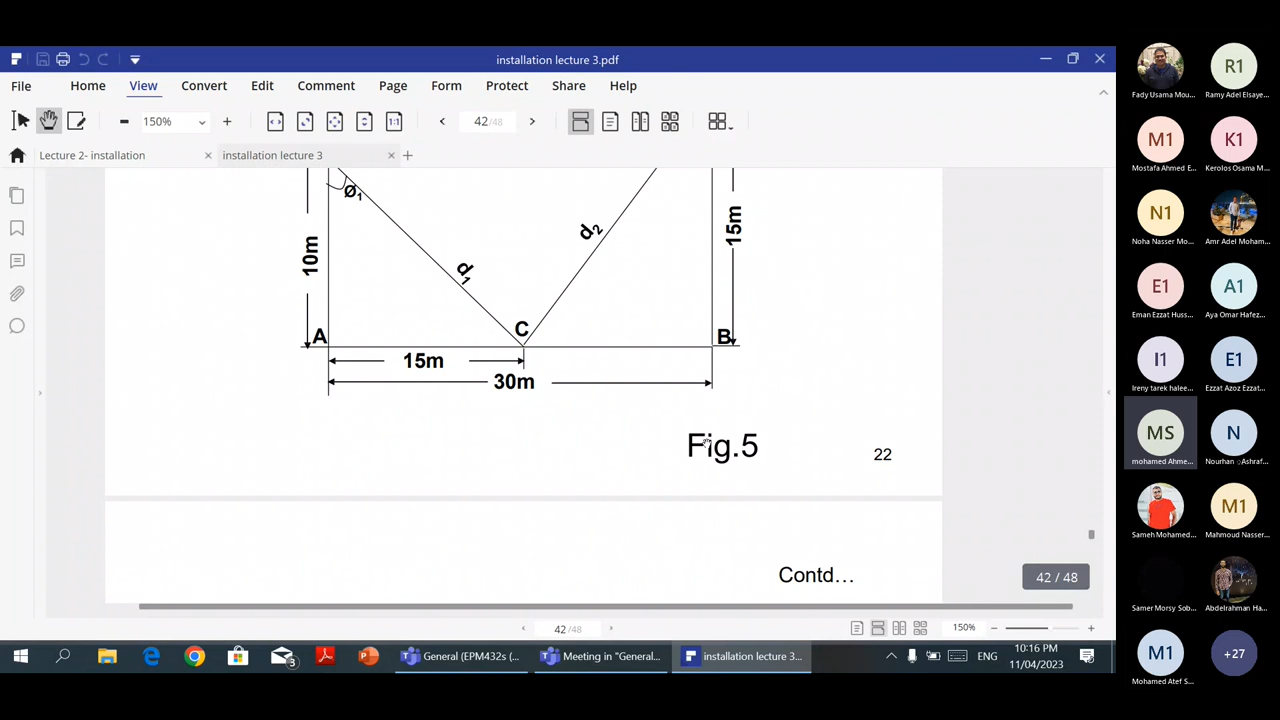 installation lecture 3.pdf
File Home View Convert Edit Comment Page Form Protect Share Help
150% 42/48 1:1
Lecture 2- installation × installation lecture 3 ×
Ø1
10m
d1
d2
15m
A
C
B
15m
30m
Fig.5
22
Contd…
42 / 48
42 /48
150%
General (EPM432s (...
Meeting in "General...
installation lecture 3...
3
ENG
10:16 PM
11/04/2023
Fady Usama Mou...
R1
Ramy Adel Elsaye...
M1
Mostafa Ahmed E...
K1
Kerolos Osama M...
N1
Noha Nasser Mo...
Amr Adel Moham...
E1
Eman Ezzat Huss...
A1
Aya Omar Hafez...
I1
Ireny tarek halee...
E1
Ezzat Azoz Ezzat...
MS
mohamed Ahme...
N
Nourhan ِAshraf...
Sameh Mohamed...
M1
Mahmoud Nasser...
Samer Morsy Sob...
Abdelrahman Ha...
M1
Mohamed Atef S...
+27